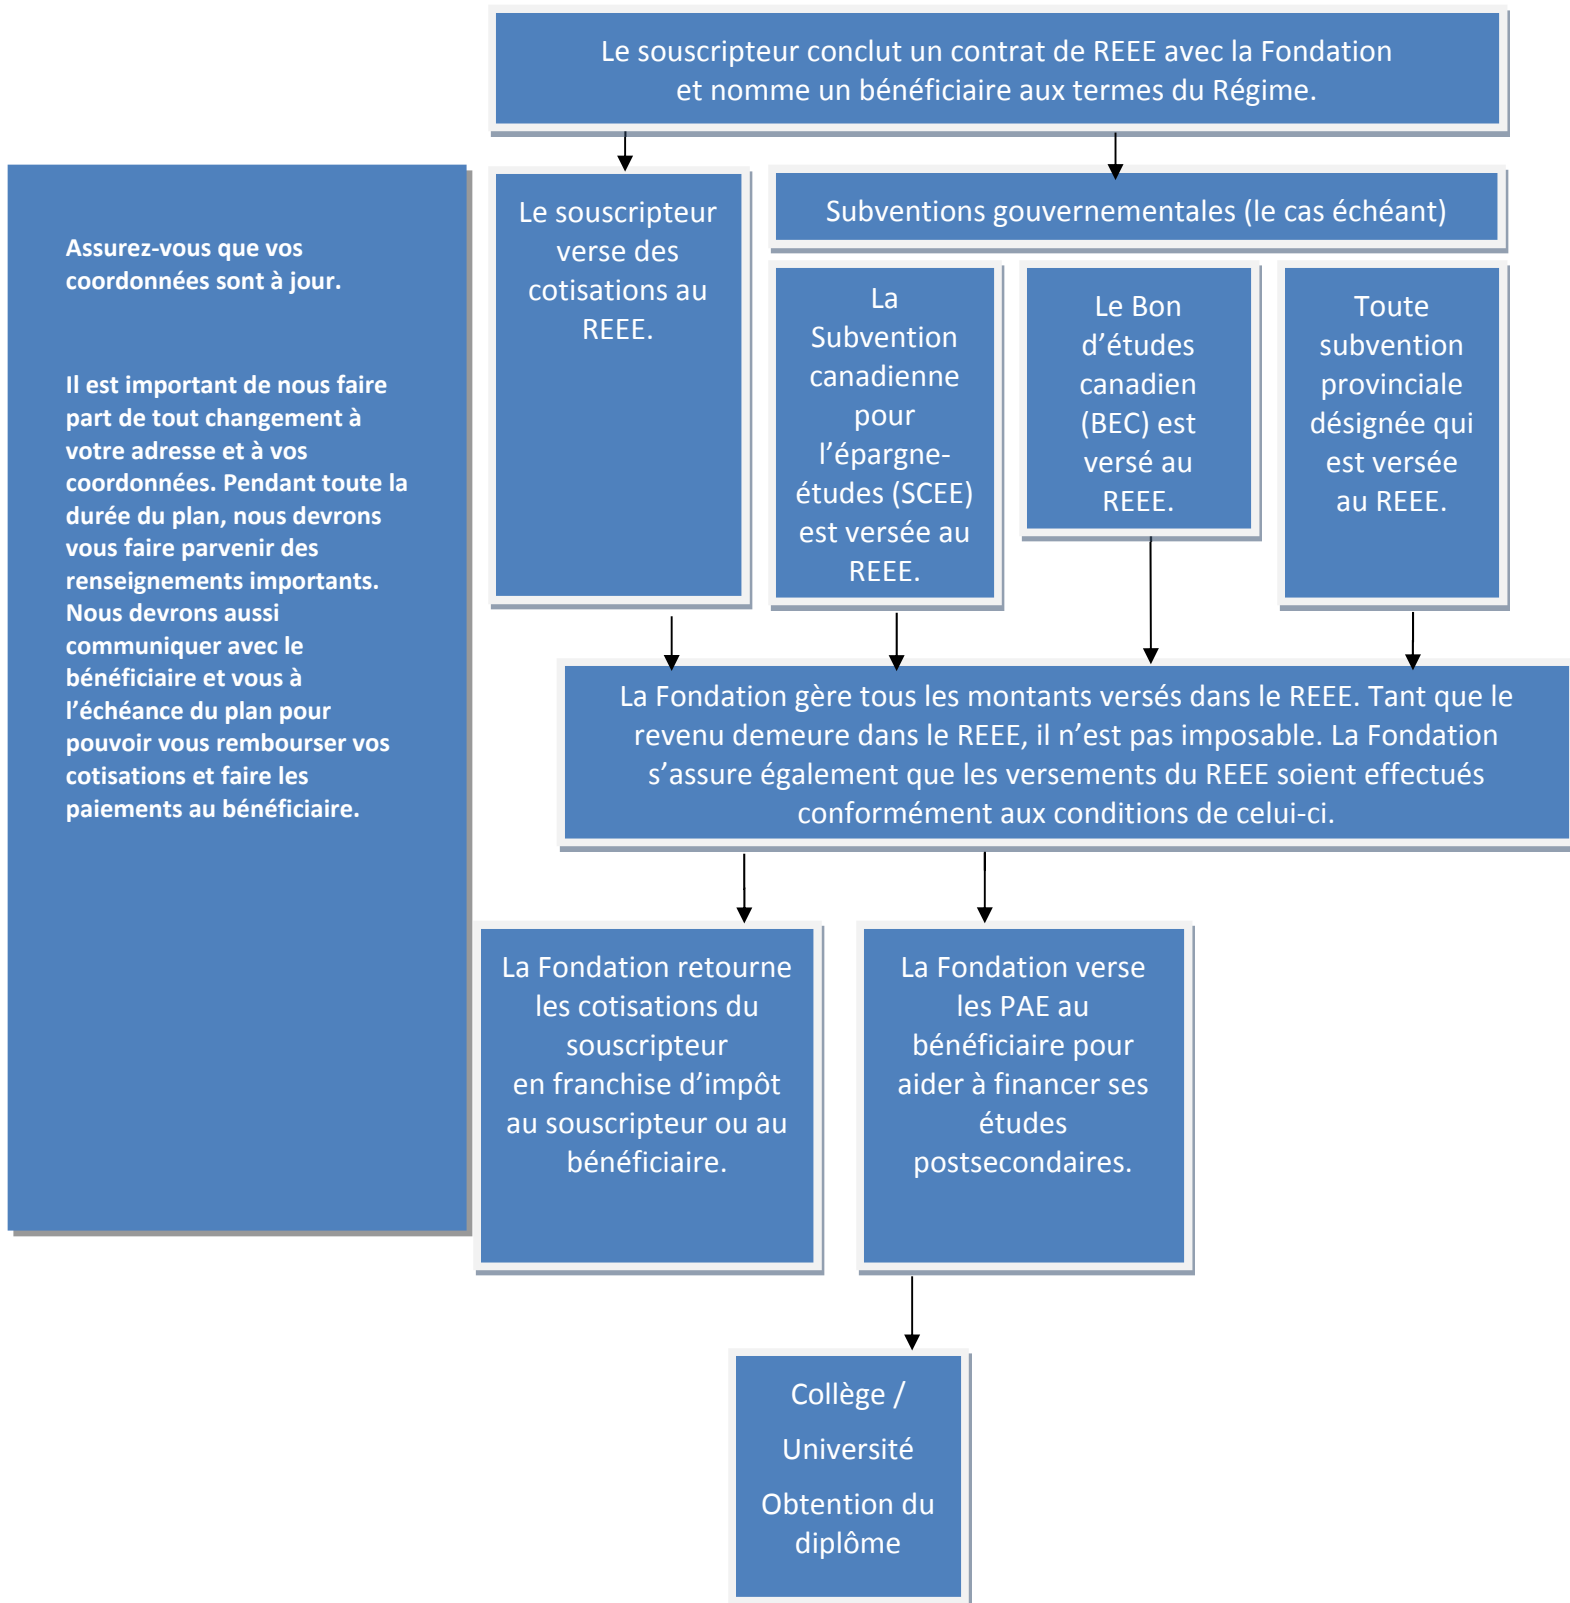 Le souscripteur conclut un contrat de REEE avec la Fondation
et nomme un bénéficiaire aux termes du Régime.
Assurez-vous que vos
coordonnées sont à jour.
Il est important de nous faire
part de tout changement à
votre adresse et à vos
coordonnées. Pendant toute la
durée du plan, nous devrons
vous faire parvenir des
renseignements importants.
Nous devrons aussi
communiquer avec le
bénéficiaire et vous à
l’échéance du plan pour
pouvoir vous rembourser vos
cotisations et faire les
paiements au bénéficiaire.
Le souscripteur
verse des
cotisations au
REEE.
Subventions gouvernementales (le cas échéant)
La
Subvention
canadienne
pour
l’épargne-
études (SCEE)
est versée au
REEE.
Le Bon
d’études
canadien
(BEC) est
versé au
REEE.
Toute
subvention
provinciale
désignée qui
est versée
au REEE.
La Fondation gère tous les montants versés dans le REEE. Tant que le
revenu demeure dans le REEE, il n’est pas imposable. La Fondation
s’assure également que les versements du REEE soient effectués
conformément aux conditions de celui-ci.
La Fondation retourne
les cotisations du
souscripteur
en franchise d’impôt
au souscripteur ou au
bénéficiaire.
La Fondation verse
les PAE au
bénéficiaire pour
aider à financer ses
études
postsecondaires.
Collège /
Université
Obtention du
diplôme